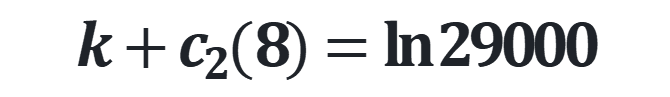 k + c₂(8) = ln 29000